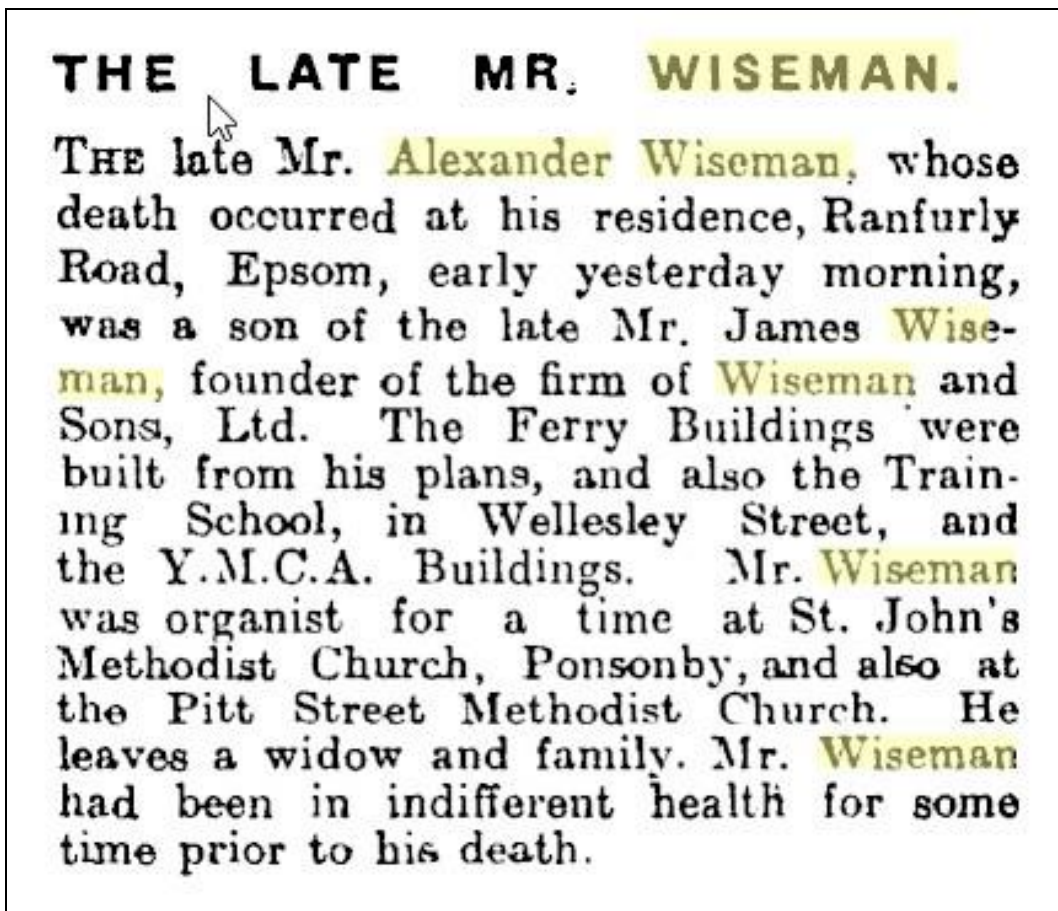 THE LATE MR. WISEMAN.
THE late Mr. Alexander Wiseman, whose
death occurred at his residence, Ranfurly
Road, Epsom, early yesterday morning,
was a son of the late Mr. James Wise-
man, founder of the firm of Wiseman and
Sons, Ltd. The Ferry Buildings were
built from his plans, and also the Train-
ing School, in Wellesley Street, and
the Y.M.C.A. Buildings. Mr. Wiseman
was organist for a time at St. John's
Methodist Church, Ponsonby, and also at
the Pitt Street Methodist Church. He
leaves a widow and family. Mr. Wiseman
had been in indifferent health for some
time prior to his death.